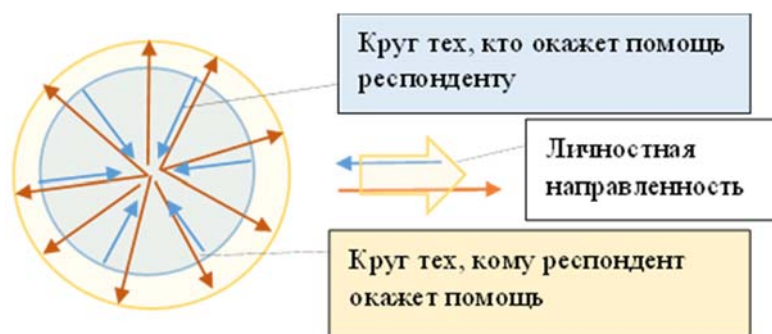 Круг тех, кто окажет помощь
респонденту
Личностная
направленность
Круг тех, кому респондент
окажет помощь